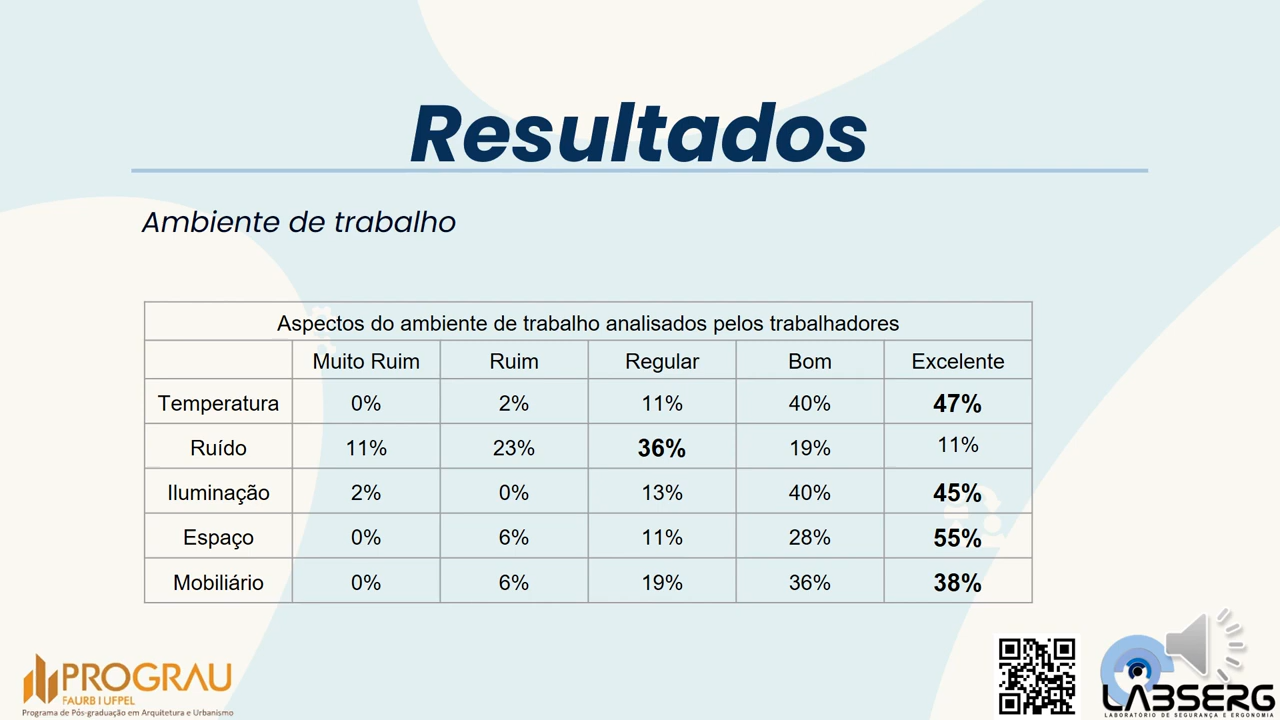 Resultados
Ambiente de trabalho
Aspectos do ambiente de trabalho analisados pelos trabalhadores
Muito Ruim Ruim Regular Bom Excelente
Temperatura 0% 2% 11% 40% 47%
Ruído 11% 23% 36% 19% 11%
Iluminação 2% 0% 13% 40% 45%
Espaço 0% 6% 11% 28% 55%
Mobiliário 0% 6% 19% 36% 38%
PROGRAU
FAURB | UFPEL
Programa de Pós-graduação em Arquitetura e Urbanismo
LABSERG
LABORATÓRIO DE SEGURANÇA E ERGONOMIA